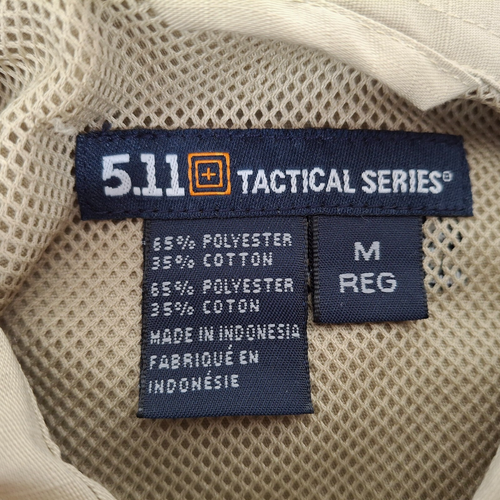 5.11 TACTICAL SERIES®
65% POLYESTER
35% COTTON
65% POLYESTER
35% COTON
MADE IN INDONESIA
FABRIQUÉ EN
INDONÉSIE
M
REG